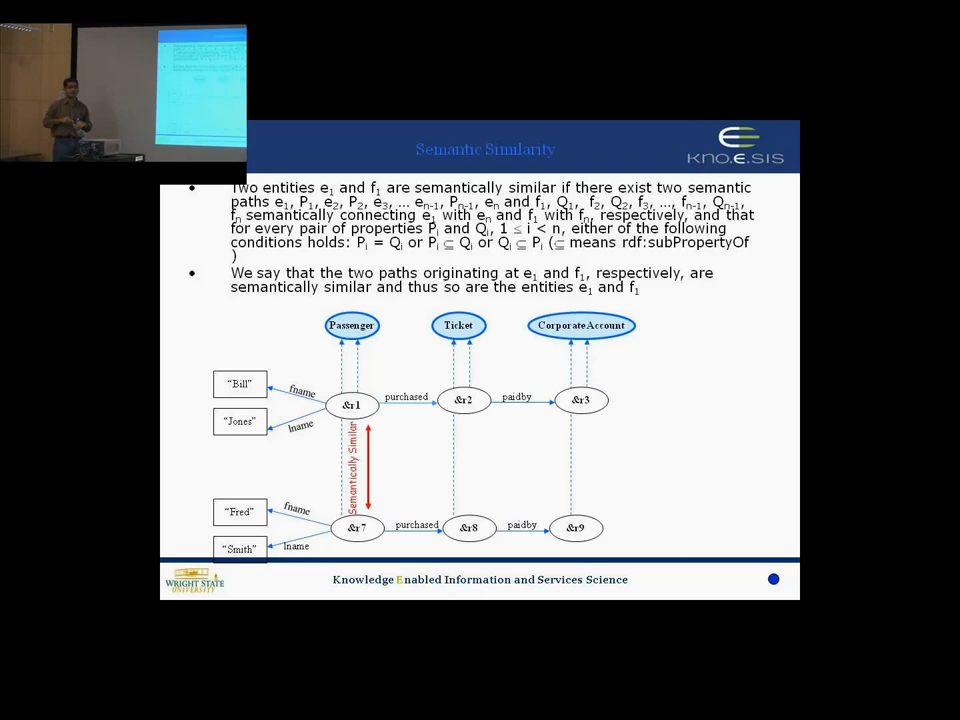 Semantic Similarity
kno.e.sis
• Two entities e1 and f1 are semantically similar if there exist two semantic
paths e1, P1, e2, P2, e3, … en-1, Pn-1, en and f1, Q1, f2, Q2, f3, …, fn-1, Qn-1,
fn semantically connecting e1 with en and f1 with fn, respectively, and that
for every pair of properties Pi and Qi, 1 ≤ i < n, either of the following
conditions holds: Pi = Qi or Pi ⊆ Qi or Qi ⊆ Pi (⊆ means rdf:subPropertyOf
)
• We say that the two paths originating at e1 and f1, respectively, are
semantically similar and thus so are the entities e1 and f1
Passenger
Ticket
Corporate Account
"Bill"
fname
&r1
purchased
&r2
paidby
&r3
"Jones"
lname
Semantically Similar
"Fred"
fname
&r7
purchased
&r8
paidby
&r9
"Smith"
lname
WRIGHT STATE
UNIVERSITY
Knowledge Enabled Information and Services Science